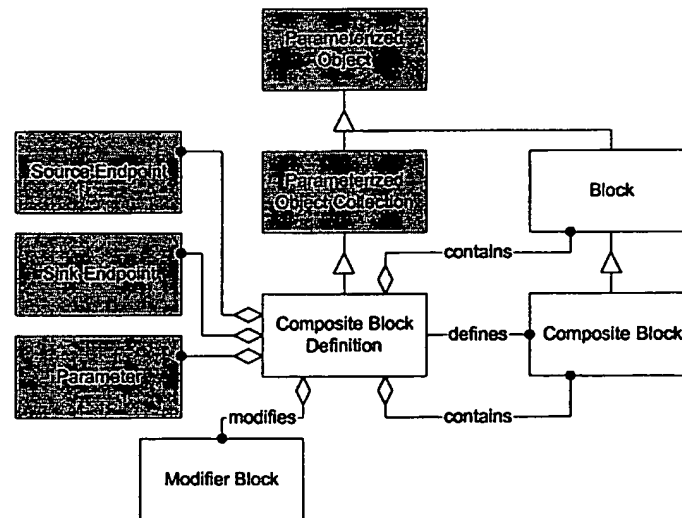 Parameterized
Object
Source Endpoint
Parameterized
Object Collection
Block
contains
Sink Endpoint
Composite Block
Definition
defines
Composite Block
Parameter
modifies
contains
Modifier Block